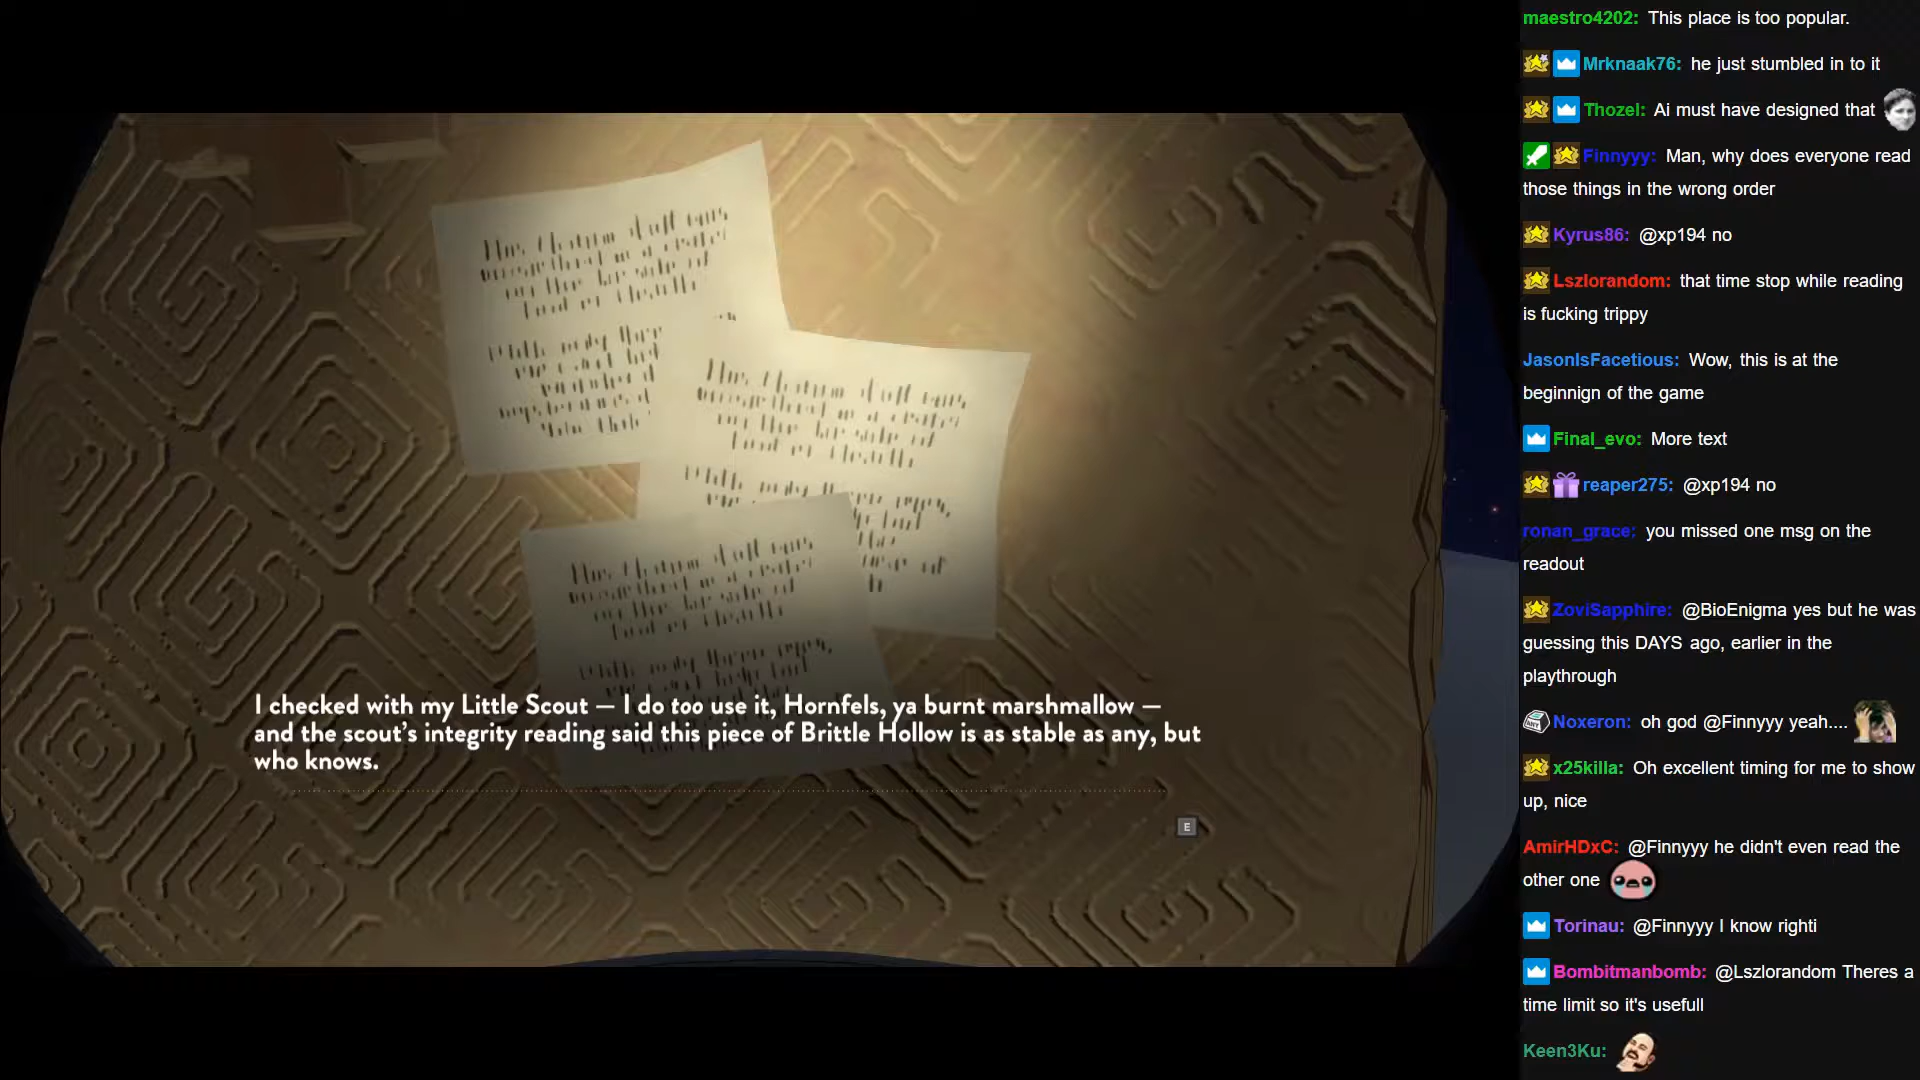 I checked with my Little Scout — I do too use it, Hornfels, ya burnt marshmallow —
and the scout's integrity reading said this piece of Brittle Hollow is as stable as any, but
who knows.
E
maestro4202: This place is too popular.
Mrknaak76: he just stumbled in to it
Thozel: Ai must have designed that
Finnyyy: Man, why does everyone read
those things in the wrong order
Kyrus86: @xp194 no
Lszlorandom: that time stop while reading
is fucking trippy
JasonIsFacetious: Wow, this is at the
beginnign of the game
Final_evo: More text
reaper275: @xp194 no
ronan_grace: you missed one msg on the
readout
ZoviSapphire: @BioEnigma yes but he was
guessing this DAYS ago, earlier in the
playthrough
Noxeron: oh god @Finnyyy yeah....
x25killa: Oh excellent timing for me to show
up, nice
AmirHDxC: @Finnyyy he didn't even read the
other one
Torinau: @Finnyyy I know righti
Bombitmanbomb: @Lszlorandom Theres a
time limit so it's usefull
Keen3Ku: